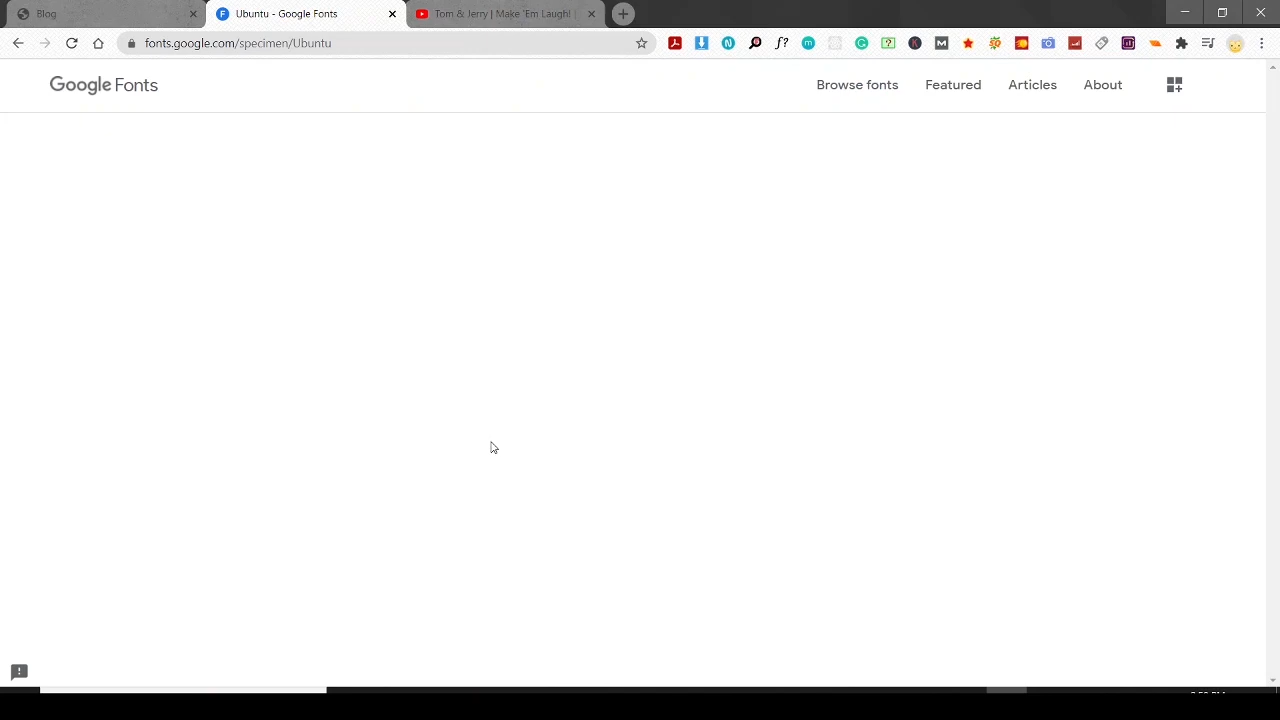 Blog
Ubuntu - Google Fonts
Tom & Jerry | Make 'Em Laugh! |
fonts.google.com/specimen/Ubuntu
Google Fonts
Browse fonts
Featured
Articles
About